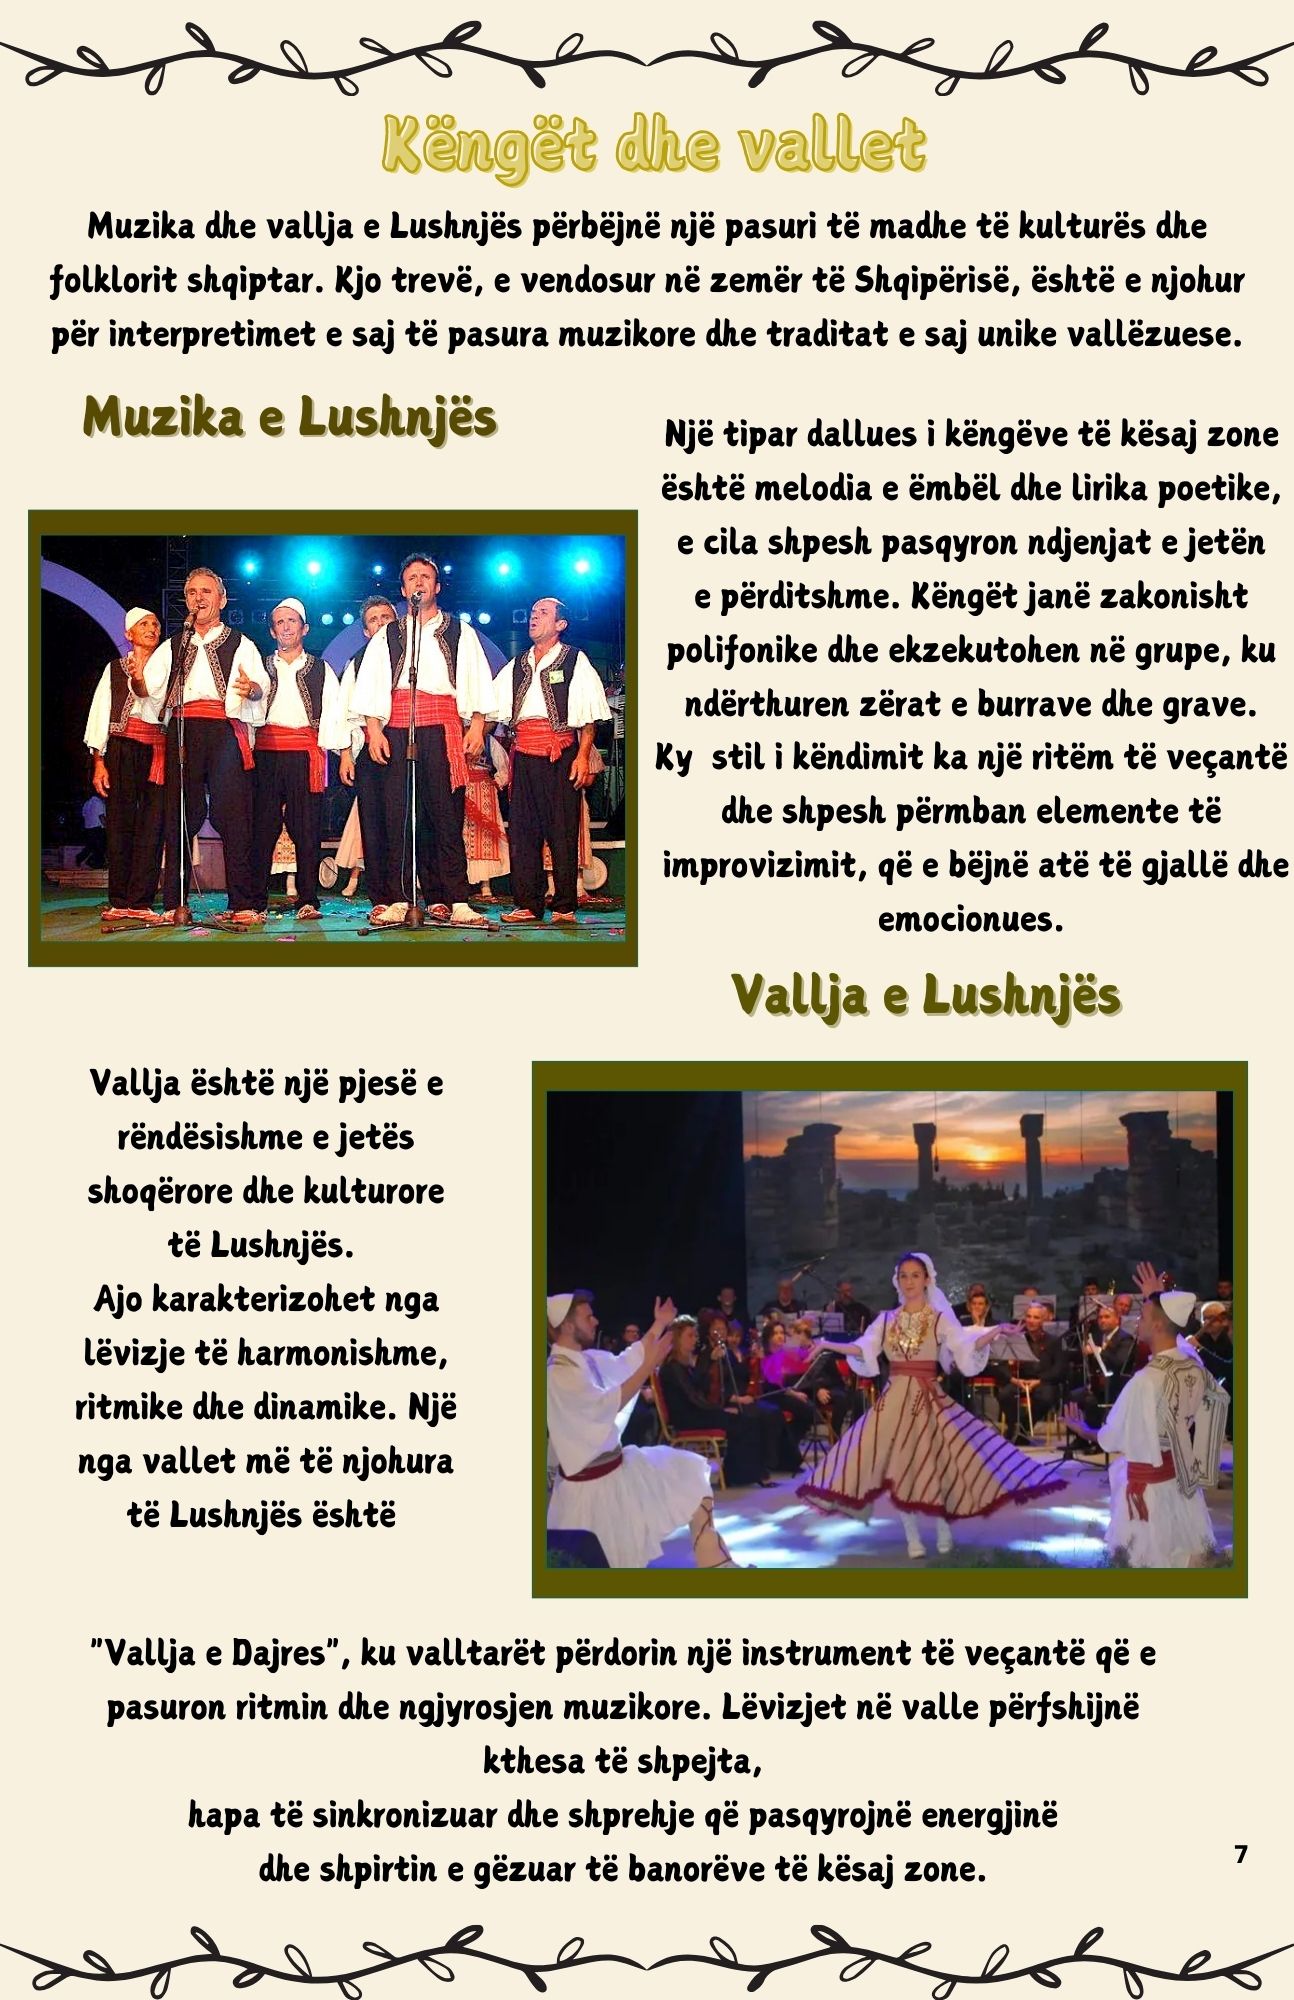 Këngët dhe vallet
Muzika dhe vallja e Lushnjës përbëjnë një pasuri të madhe të kulturës dhe
folklorit shqiptar. Kjo trevë, e vendosur në zemër të Shqipërisë, është e njohur
për interpretimet e saj të pasura muzikore dhe traditat e saj unike vallëzuese.
Muzika e Lushnjës
Një tipar dallues i këngëve të kësaj zone
është melodia e ëmbël dhe lirika poetike,
e cila shpesh pasqyron ndjenjat e jetën
e përditshme. Këngët janë zakonisht
polifonike dhe ekzekutohen në grupe, ku
ndërthuren zërat e burrave dhe grave.
Ky stil i këndimit ka një ritëm të veçantë
dhe shpesh përmban elemente të
improvizimit, që e bëjnë atë të gjallë dhe
emocionues.
Vallja e Lushnjës
Vallja është një pjesë e
rëndësishme e jetës
shoqërore dhe kulturore
të Lushnjës.
Ajo karakterizohet nga
lëvizje të harmonishme,
ritmike dhe dinamike. Një
nga vallet më të njohura
të Lushnjës është
"Vallja e Dajres", ku valltarët përdorin një instrument të veçantë që e
pasuron ritmin dhe ngjyrosjen muzikore. Lëvizjet në valle përfshijnë
kthesa të shpejta,
hapa të sinkronizuar dhe shprehje që pasqyrojnë energjinë
dhe shpirtin e gëzuar të banorëve të kësaj zone.
7